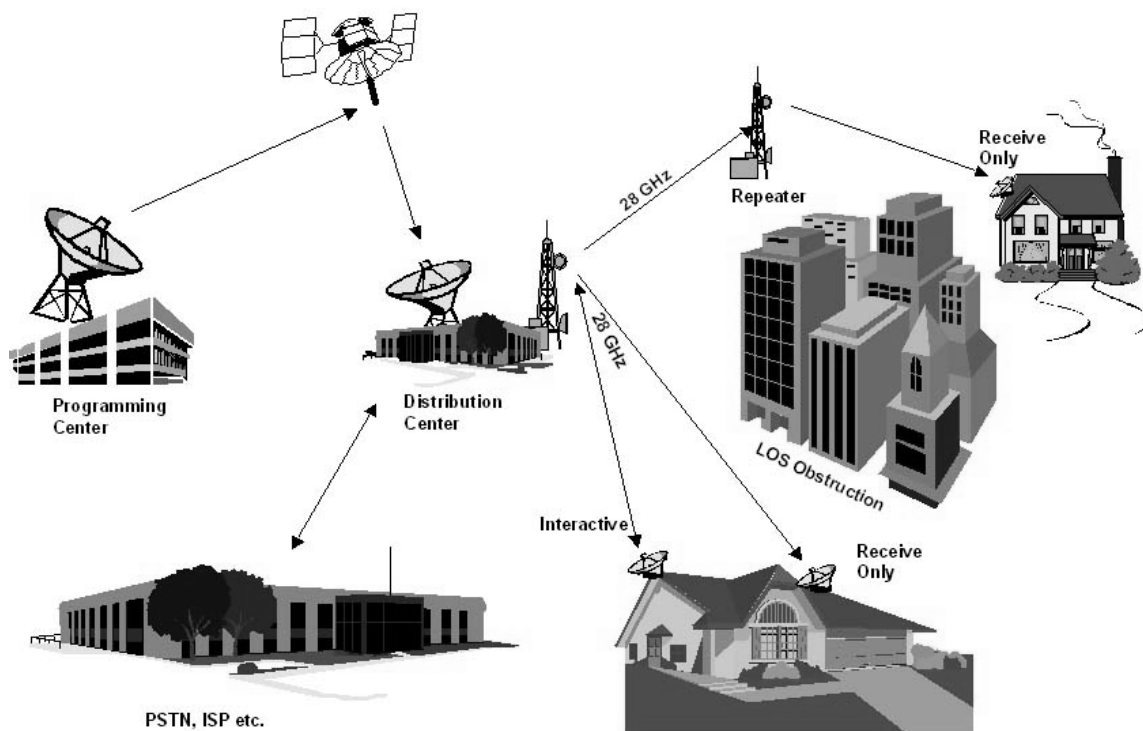 Receive
Only
28 GHz
Repeater
28 GHz
Programming
Center
Distribution
Center
LOS Obstruction
Interactive
Receive
Only
PSTN, ISP etc.